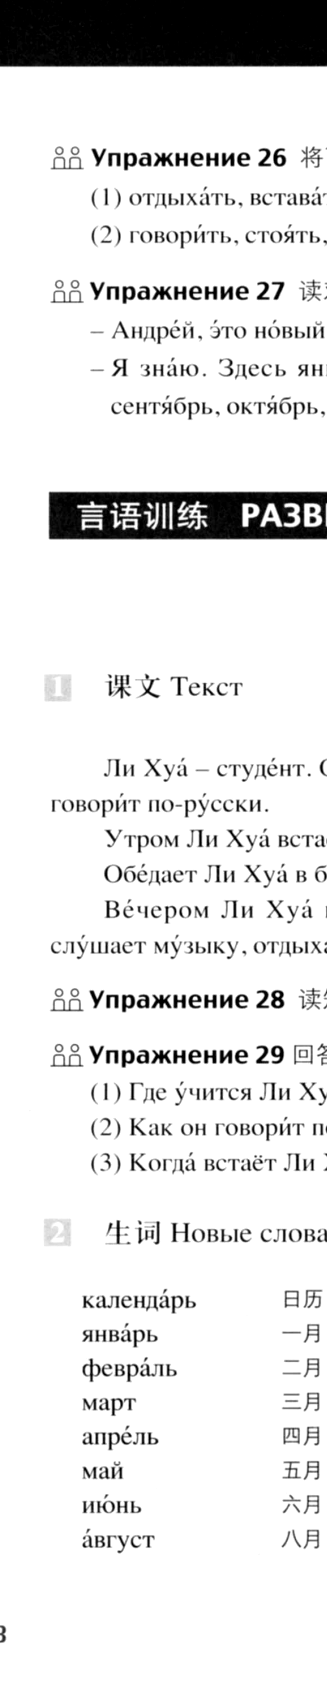 Упражнение 26 将
(1) отдыха́ть, встава́
(2) говори́ть, стоя́ть,
Упражнение 27 读
– Андре́й, э́то но́вый
– Я зна́ю. Здесь ян
сентя́брь, октя́брь,
言语训练 РАЗВ
1 课文 Текст
Ли Хуа́ – студе́нт.
говори́т по-ру́сски.
Утром Ли Хуа́ вста
Обе́дает Ли Хуа́ в б
Ве́чером Ли Хуа́
слу́шает му́зыку, отдыха
Упражнение 28 读
Упражнение 29 回答
(1) Где у́чится Ли Ху
(2) Как он говори́т п
(3) Когда́ встаёт Ли
2 生词 Новые слова
календа́рь 日历
янва́рь 一月
февра́ль 二月
март 三月
апре́ль 四月
май 五月
ию́нь 六月
а́вгуст 八月